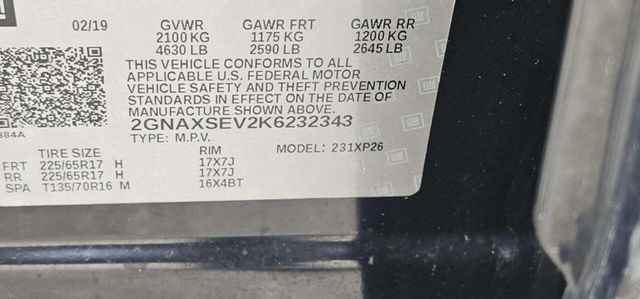 GM
02/19 GVWR GAWR FRT GAWR RR
2100 KG 1175 KG 1200 KG
4630 LB 2590 LB 2645 LB
THIS VEHICLE CONFORMS TO ALL
APPLICABLE U.S. FEDERAL MOTOR
VEHICLE SAFETY AND THEFT PREVENTION
STANDARDS IN EFFECT ON THE DATE OF
MANUFACTURE SHOWN ABOVE.
2GNAXSEV2K6232343
384A TYPE: M.P.V. MODEL: 231XP26
TIRE SIZE RIM
FRT 225/65R17 H 17X7J
RR 225/65R17 H 17X7J
SPA T135/70R16 M 16X4BT